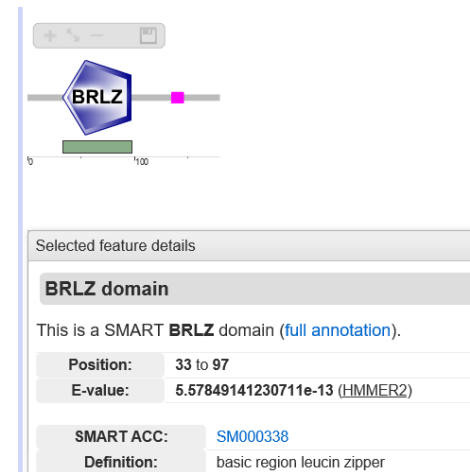 BRLZ
0 100
Selected feature details
BRLZ domain
This is a SMART BRLZ domain (full annotation).
Position: 33 to 97
E-value: 5.57849141230711e-13 (HMMER2)
SMART ACC: SM000338
Definition: basic region leucin zipper